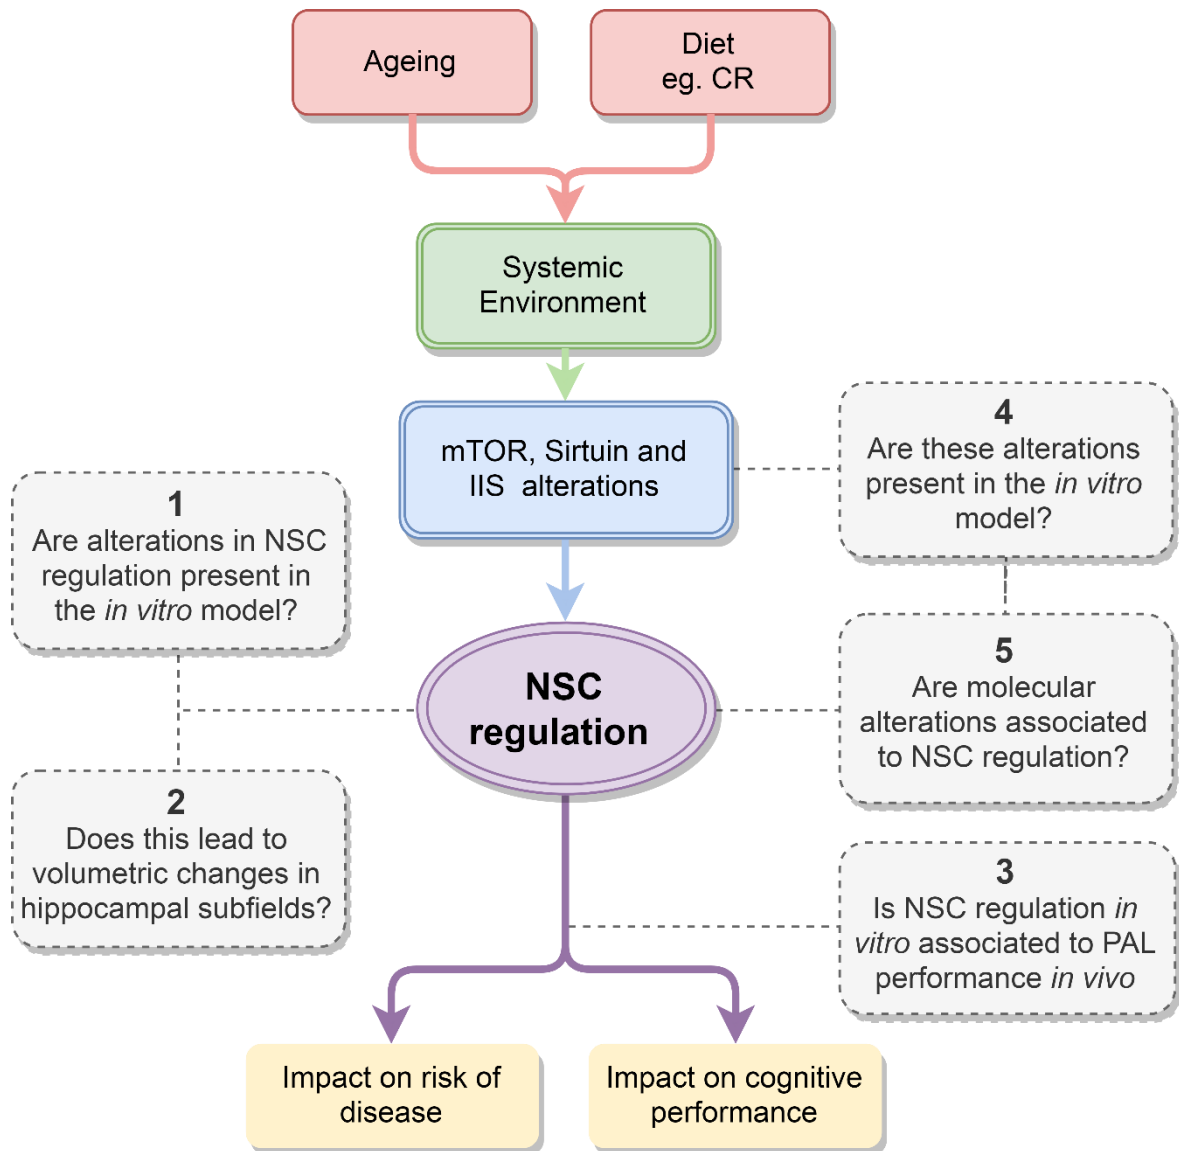 Ageing
Diet
eg. CR
Systemic
Environment
mTOR, Sirtuin and
IIS alterations
4
Are these alterations
present in the in vitro
model?
1
Are alterations in NSC
regulation present in
the in vitro model?
NSC
regulation
5
Are molecular
alterations associated
to NSC regulation?
2
Does this lead to
volumetric changes in
hippocampal subfields?
3
Is NSC regulation in
vitro associated to PAL
performance in vivo
Impact on risk of
disease
Impact on cognitive
performance